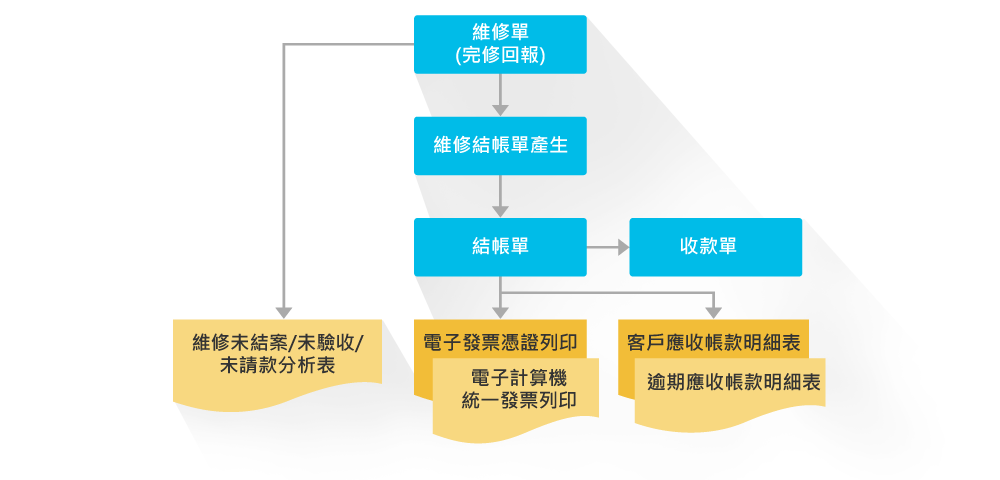 維修單
(完修回報)
維修結帳單產生
結帳單
收款單
維修未結案/未驗收/
未請款分析表
電子發票憑證列印
電子計算機
統一發票列印
客戶應收帳款明細表
逾期應收帳款明細表